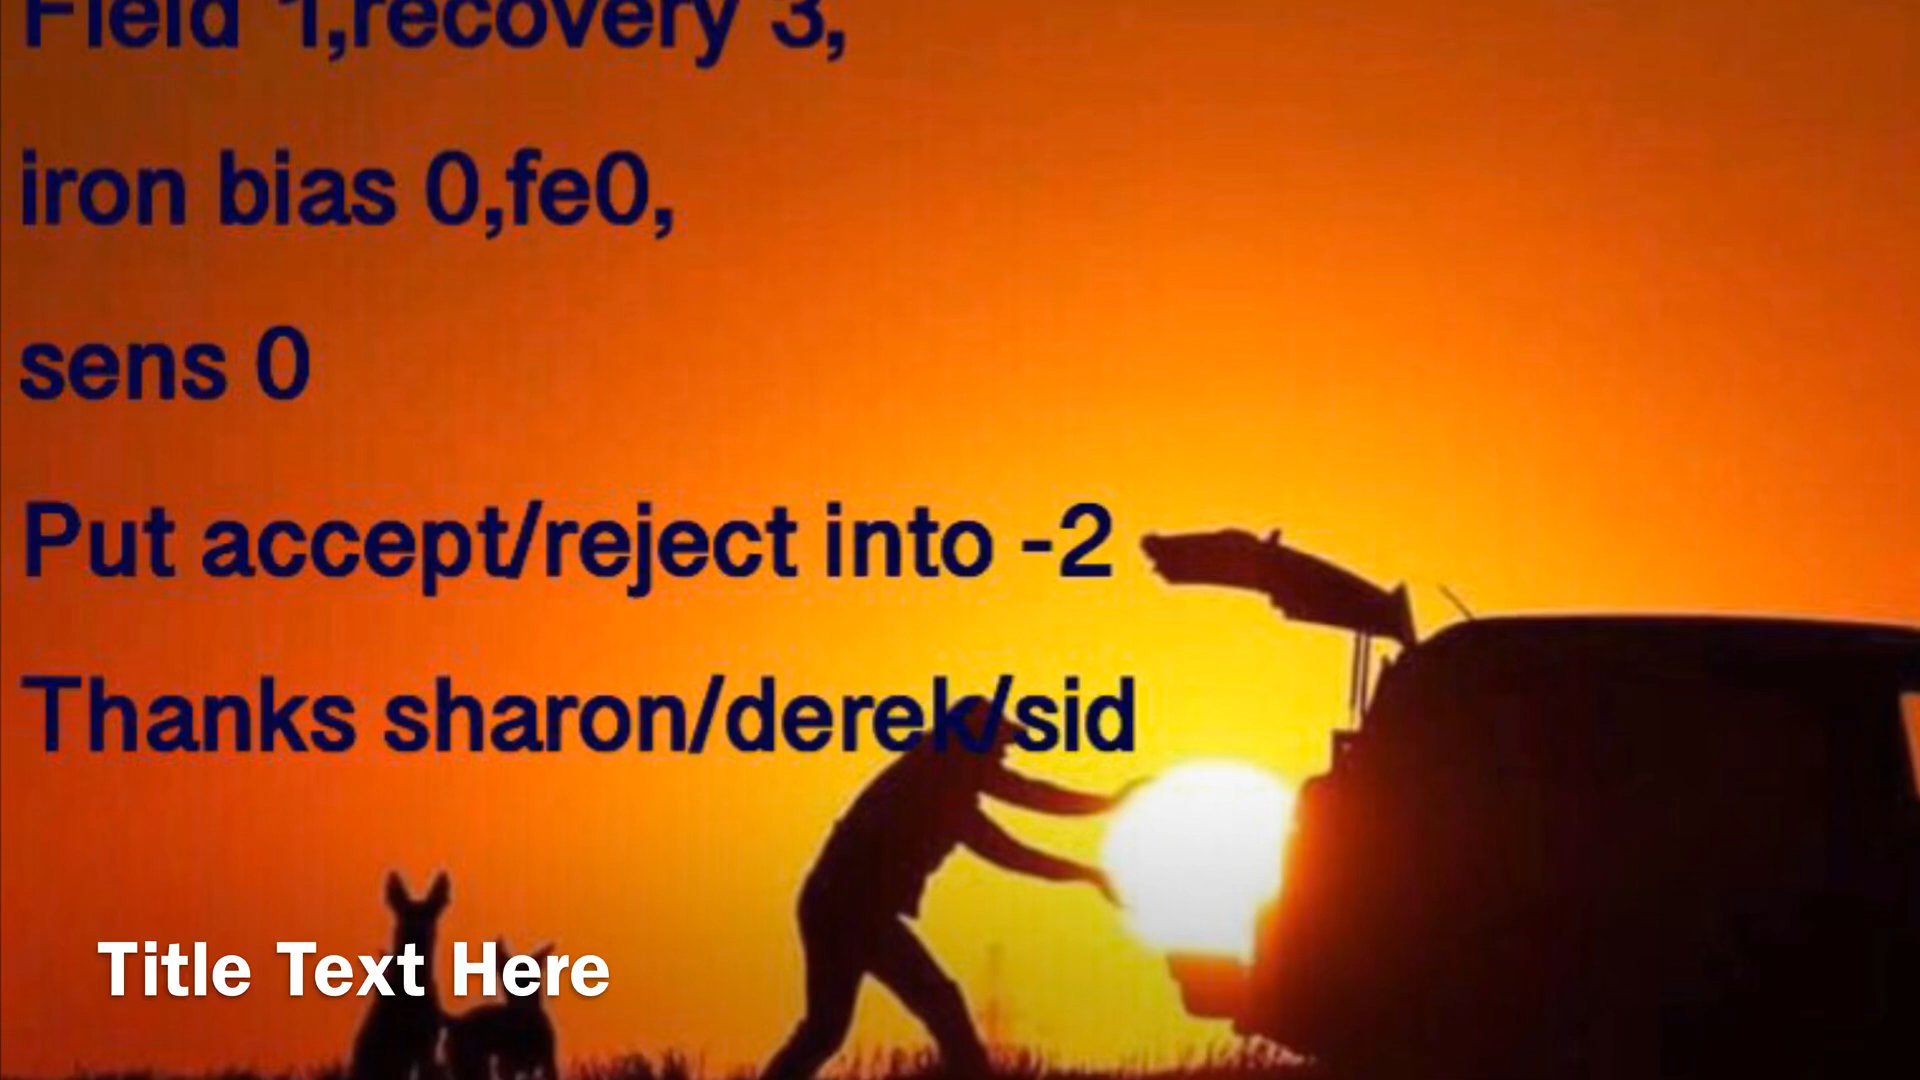 Field 1,recovery 3,
iron bias 0,fe0,
sens 0
Put accept/reject into -2
Thanks sharon/derek/sid
Title Text Here